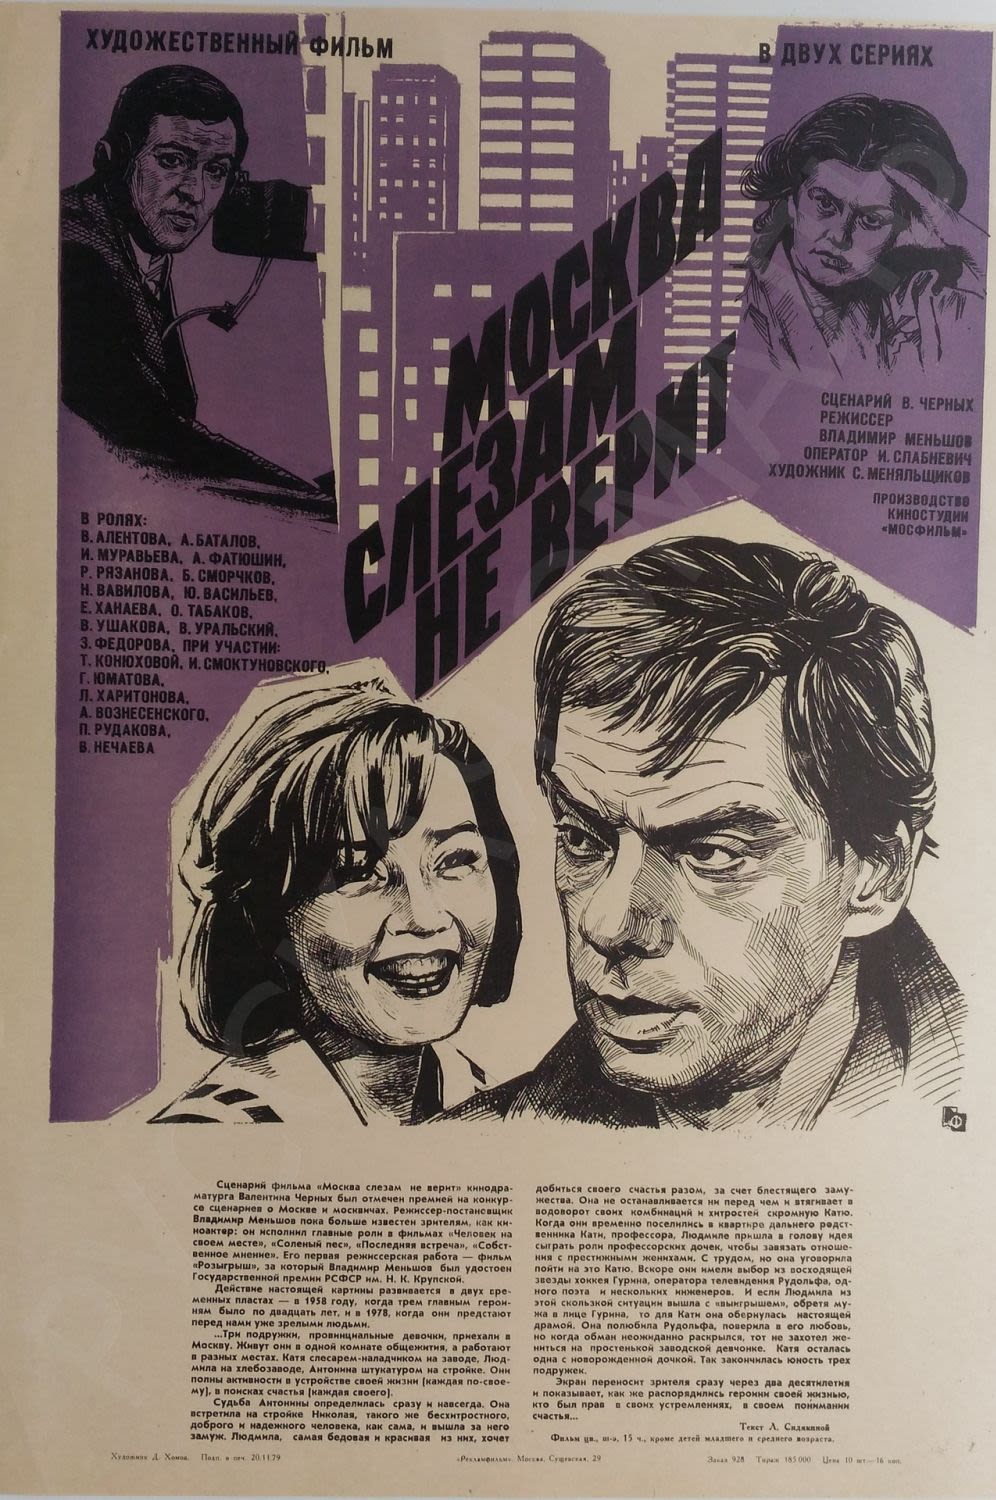 ХУДОЖЕСТВЕННЫЙ ФИЛЬМ
В ДВУХ СЕРИЯХ
МОСКВА
СЛЕЗАМ
НЕ ВЕРИТ
СЦЕНАРИЙ В. ЧЕРНЫХ
РЕЖИССЕР
ВЛАДИМИР МЕНЬШОВ
ОПЕРАТОР И. СЛАБНЕВИЧ
ХУДОЖНИК С. МЕНЯЛЬЩИКОВ
ПРОИЗВОДСТВО
КИНОСТУДИИ
«МОСФИЛЬМ»
В РОЛЯХ:
В. АЛЕНТОВА, А. БАТАЛОВ,
И. МУРАВЬЕВА, А. ФАТЮШИН,
Р. РЯЗАНОВА, Б. СМОРЧКОВ,
Н. ВАВИЛОВА, Ю. ВАСИЛЬЕВ,
Е. ХАНАЕВА, О. ТАБАКОВ,
В. УШАКОВА, В. УРАЛЬСКИЙ,
З. ФЕДОРОВА, ПРИ УЧАСТИИ:
Т. КОНЮХОВОЙ, И. СМОКТУНОВСКОГО,
Г. ЮМАТОВА,
Л. ХАРИТОНОВА,
А. ВОЗНЕСЕНСКОГО,
П. РУДАКОВА,
В. НЕЧАЕВА
Сценарий фильма «Москва слезам не верит» кинодра-
матурга Валентина Черных был отмечен премией на конкур-
се сценариев о Москве и москвичах. Режиссер-постановщик
Владимир Меньшов пока больше известен зрителям, как ки-
ноактер: он исполнил главные роли в фильмах «Человек на
своем месте», «Соленый пес», «Последняя встреча», «Собст-
венное мнение». Его первая режиссерская работа — фильм
«Розыгрыш», за который Владимир Меньшов был удостоен
Государственной премии РСФСР им. Н. К. Крупской.
Действие настоящей картины развивается в двух вре-
менных пластах — в 1958 году, когда трем главным герои-
ням было по двадцать лет, и в 1978, когда они предстают
перед нами уже зрелыми людьми.
...Три подружки, провинциальные девочки, приехали в
Москву. Живут они в одной комнате общежития, а работают
в разных местах. Катя слесарем-наладчиком на заводе, Люд-
мила на хлебозаводе, Антонина штукатуром на стройке. Они
полны активности в устройстве своей жизни (каждая по-свое-
му), в поисках счастья (каждая своего).
Судьба Антонины определилась сразу и навсегда. Она
встретила на стройке Николая, такого же бесхитростного,
доброго и надежного человека, как сама, и вышла за него
замуж. Людмила, самая бедовая и красивая из них, хочет
добиться своего счастья разом, за счет блестящего заму-
жества. Она не останавливается ни перед чем и втягивает в
водоворот своих комбинаций и хитростей скромную Катю.
Когда они временно поселились в квартире дальнего родст-
венника Кати, профессора, Людмиле пришла в голову идея
сыграть роли профессорских дочек, чтобы завязать отноше-
ния с престижными женихами. С трудом, но она уговорила
пойти на это Катю. Вскоре они имели выбор из восходящей
звезды хоккея Гурина, оператора телевидения Рудольфа, од-
ного поэта и нескольких инженеров. И если Людмила из
этой скользкой ситуации вышла с «выигрышем», обретя му-
жа в лице Гурина, то для Кати она обернулась настоящей
драмой. Она полюбила Рудольфа, поверила в его любовь,
но когда обман неожиданно раскрылся, тот не захотел же-
ниться на простенькой заводской девчонке. Катя осталась
одна с новорожденной дочкой. Так закончилась юность трех
подружек.
Экран переносит зрителя сразу через два десятилетия
и показывает, как же распорядились героини своей жизнью,
кто был прав в своих устремлениях, в своем понимании
счастья...
Текст Л. Сидякиной
Фильм цв., ш-э, 15 ч., кроме детей младшего и среднего возраста.
Художник Д. Хомов. Подп. в печ. 20.11.79
«Рекламфильм». Москва, Сущевская, 29
Заказ 928 Тираж 185 000 Цена 10 шт.—16 коп.